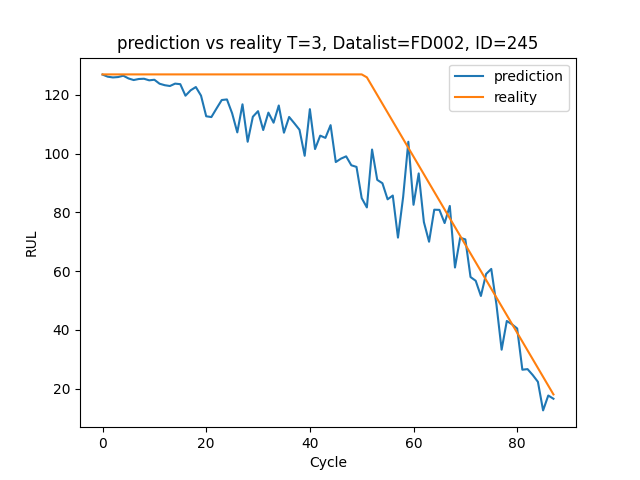 prediction vs reality T=3, Datalist=FD002, ID=245
prediction
reality
120
100
80
60
40
20
RUL
0
20
40
60
80
Cycle